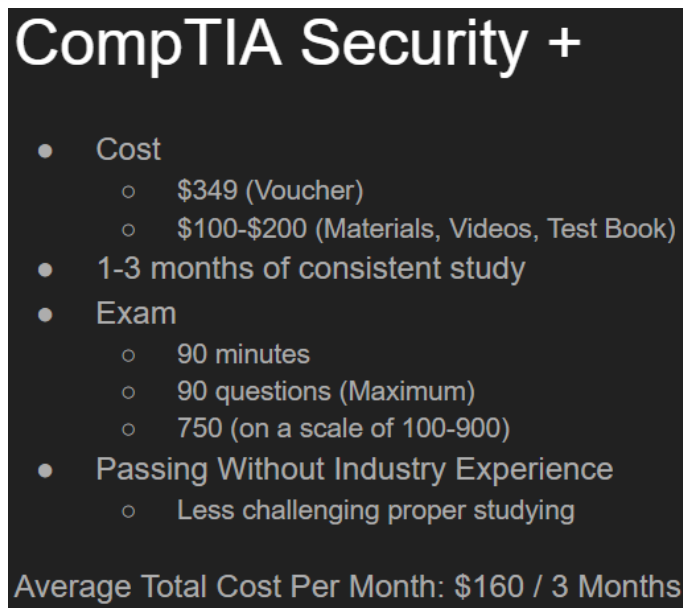 CompTIA Security +
● Cost
○ $349 (Voucher)
○ $100-$200 (Materials, Videos, Test Book)
● 1-3 months of consistent study
● Exam
○ 90 minutes
○ 90 questions (Maximum)
○ 750 (on a scale of 100-900)
● Passing Without Industry Experience
○ Less challenging proper studying
Average Total Cost Per Month: $160 / 3 Months